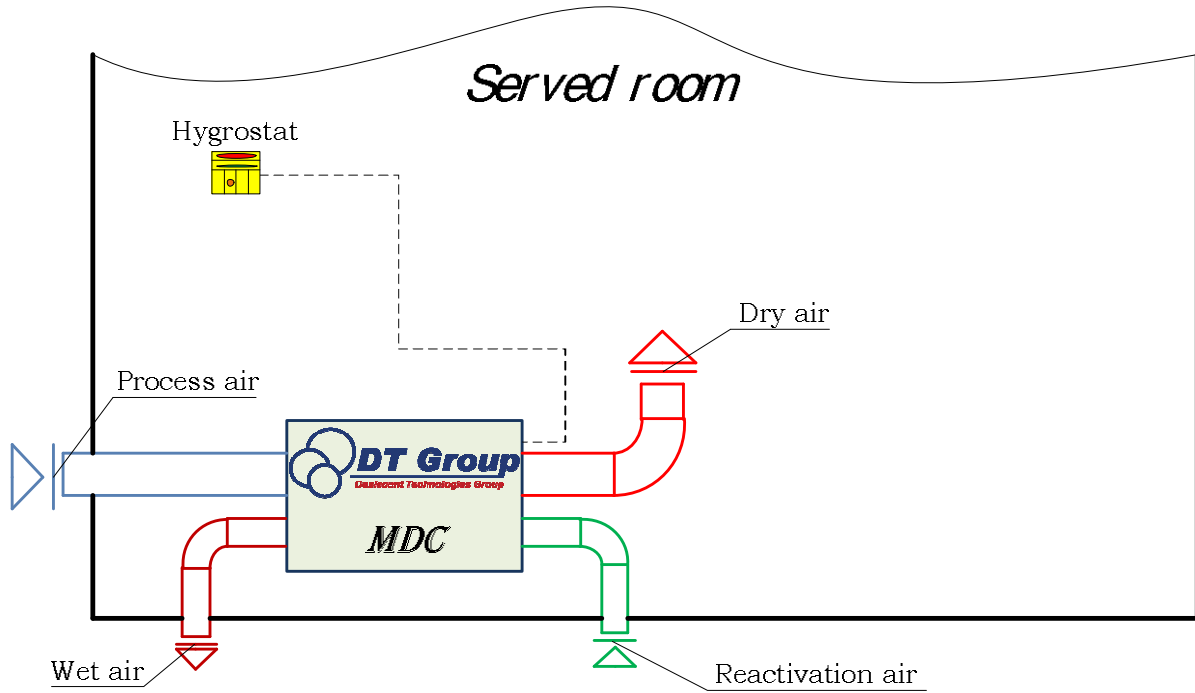 Served room
Hygrostat
Dry air
Process air
DT Group
Desiccant Technologies Group
MDC
Wet air
Reactivation air